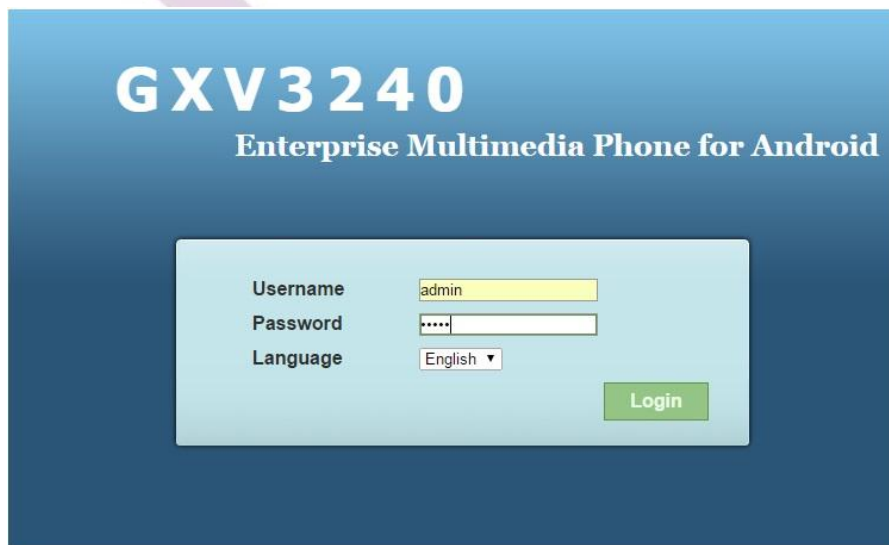 GXV3240
Enterprise Multimedia Phone for Android
Username admin
Password •••••
Language English ▼
Login